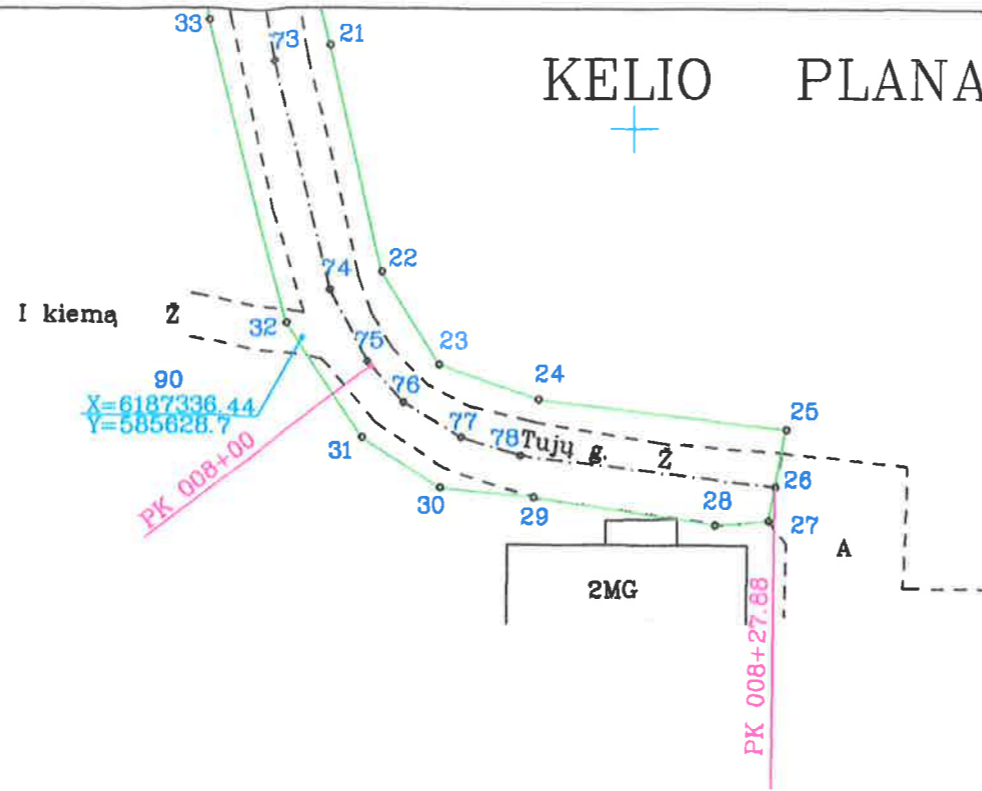 33
73
21
KELIO PLANA
22
74
I kiemą Ž
32
75
23
90
X=6187336.44
Y=585628.7
76
24
31
77
78
Tujų g. Ž
25
PK 008+00
30
29
28
26
27
A
2MG
PK 008+27.88